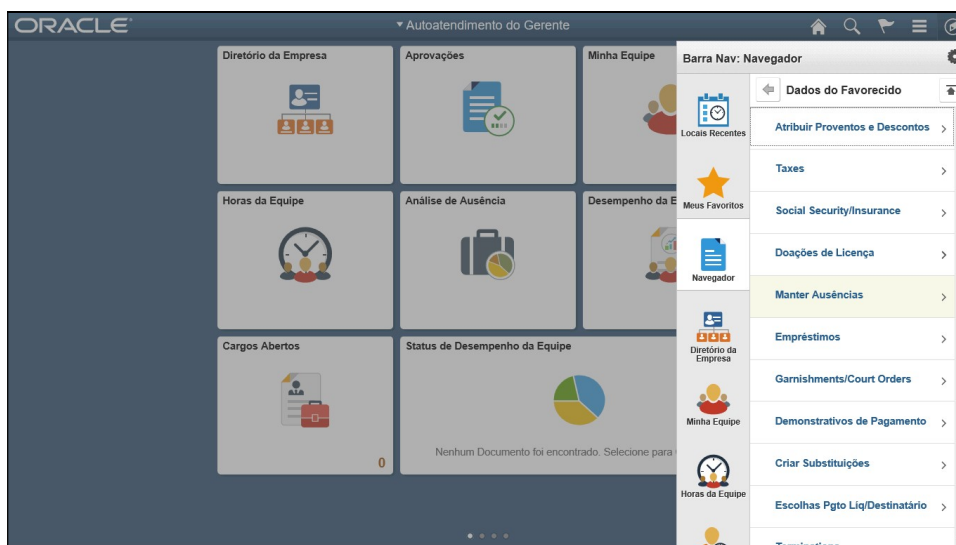 ORACLE
Autoatendimento do Gerente
Diretório da Empresa
Aprovações
Minha Equipe
Horas da Equipe
Análise de Ausência
Desempenho da E
Cargos Abertos
0
Status de Desempenho da Equipe
Nenhum Documento foi encontrado. Selecione para
Barra Nav: Navegador
Locais Recentes
Meus Favoritos
Navegador
Diretório da
Empresa
Minha Equipe
Horas da Equipe
Dados do Favorecido
Atribuir Proventos e Descontos
Taxes
Social Security/Insurance
Doações de Licença
Manter Ausências
Empréstimos
Garnishments/Court Orders
Demonstrativos de Pagamento
Criar Substituições
Escolhas Pgto Líq/Destinatário